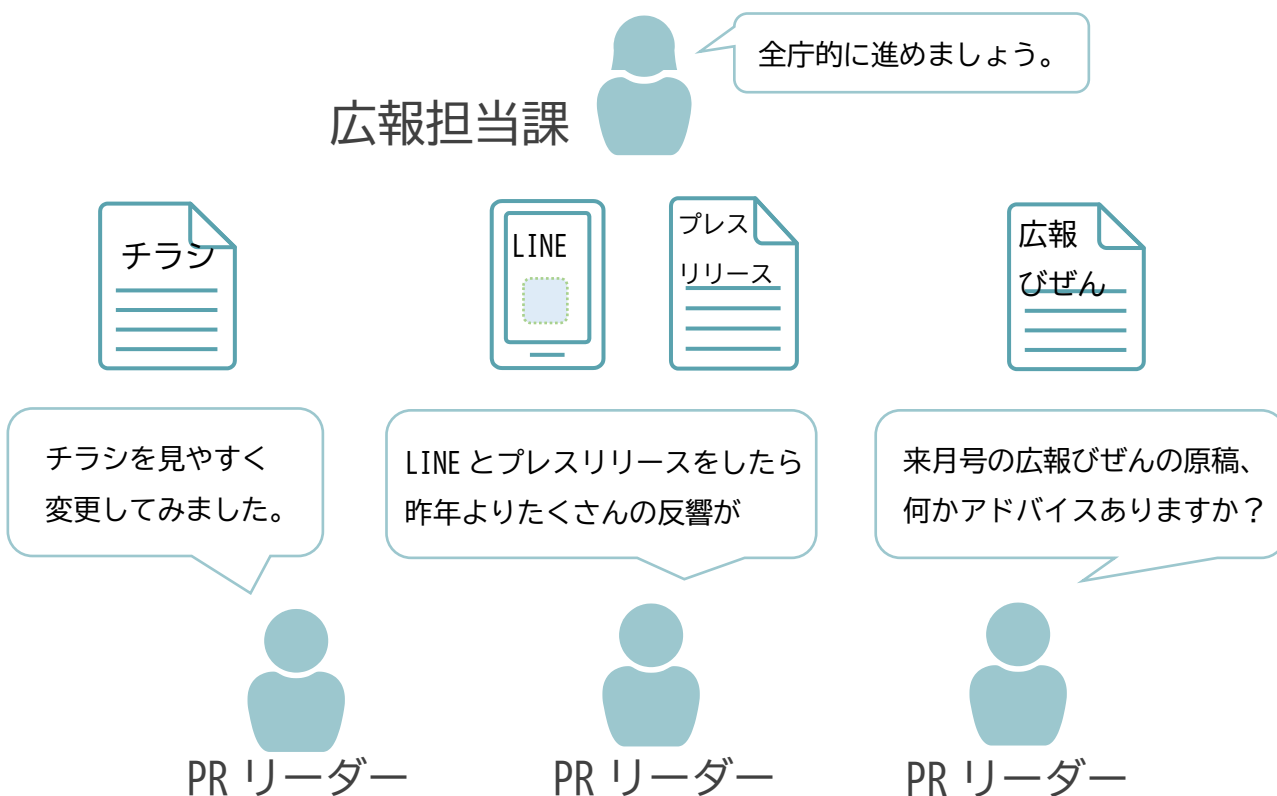 全庁的に進めましょう。
広報担当課
チラシ
LINE
プレス
リリース
広報
びぜん
チラシを見やすく
変更してみました。
LINEとプレスリリースをしたら
昨年よりたくさんの反響が
来月号の広報びぜんの原稿、
何かアドバイスありますか？
PRリーダー
PRリーダー
PRリーダー